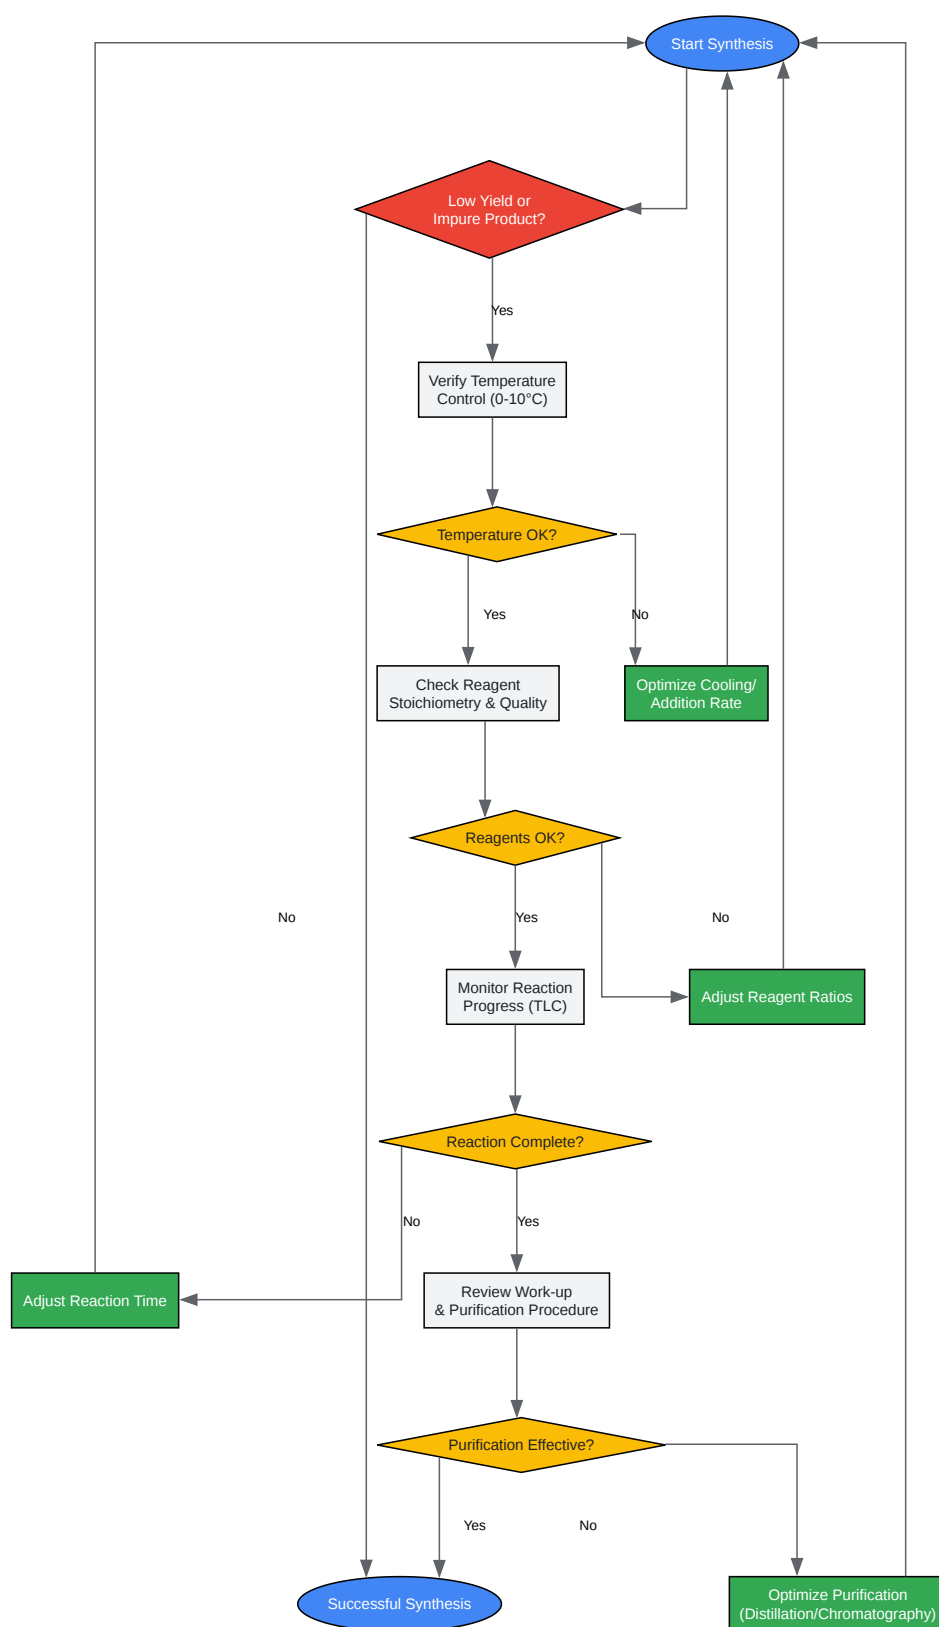 Start Synthesis
Low Yield or
Impure Product?
Yes
Verify Temperature
Control (0-10°C)
Temperature OK?
Yes
No
Check Reagent
Stoichiometry & Quality
Optimize Cooling/
Addition Rate
Reagents OK?
No
Yes
No
Monitor Reaction
Progress (TLC)
Adjust Reagent Ratios
Reaction Complete?
No
Yes
Adjust Reaction Time
Review Work-up
& Purification Procedure
Purification Effective?
Yes
No
Successful Synthesis
Optimize Purification
(Distillation/Chromatography)